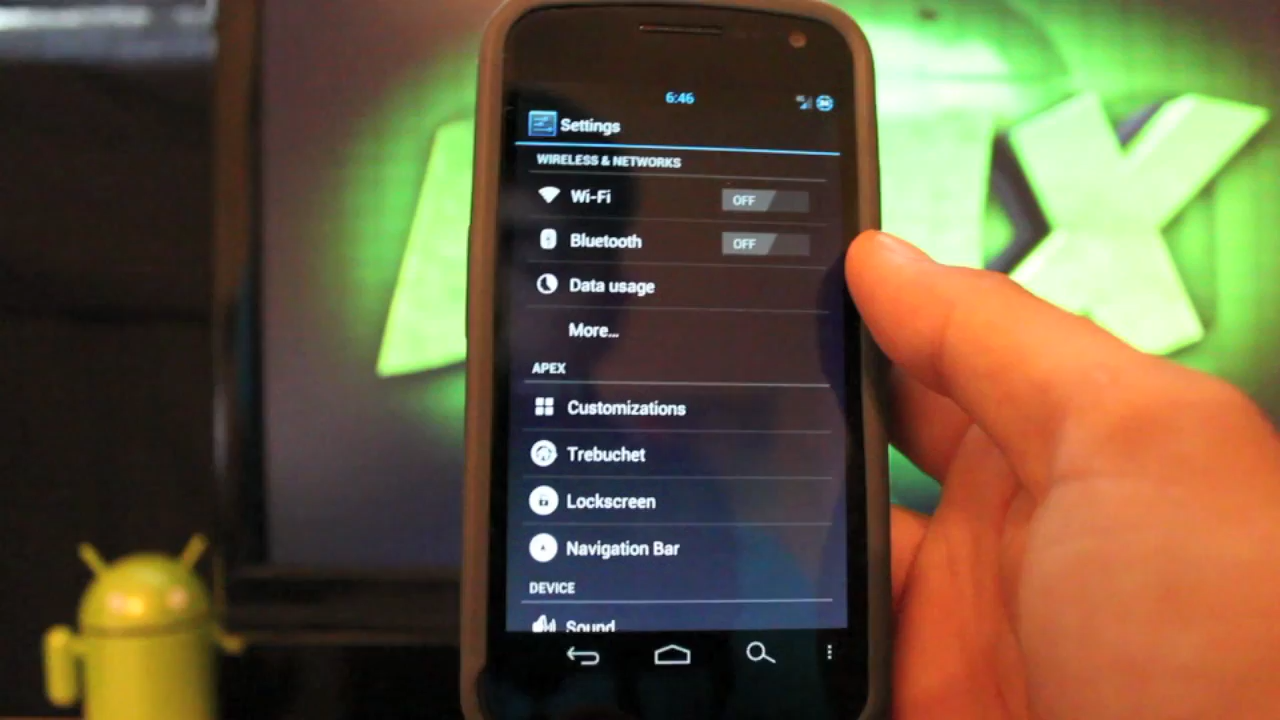 6:46
Settings
WIRELESS & NETWORKS
Wi-Fi OFF
Bluetooth OFF
Data usage
More...
APEX
Customizations
Trebuchet
Lockscreen
Navigation Bar
DEVICE
Sound